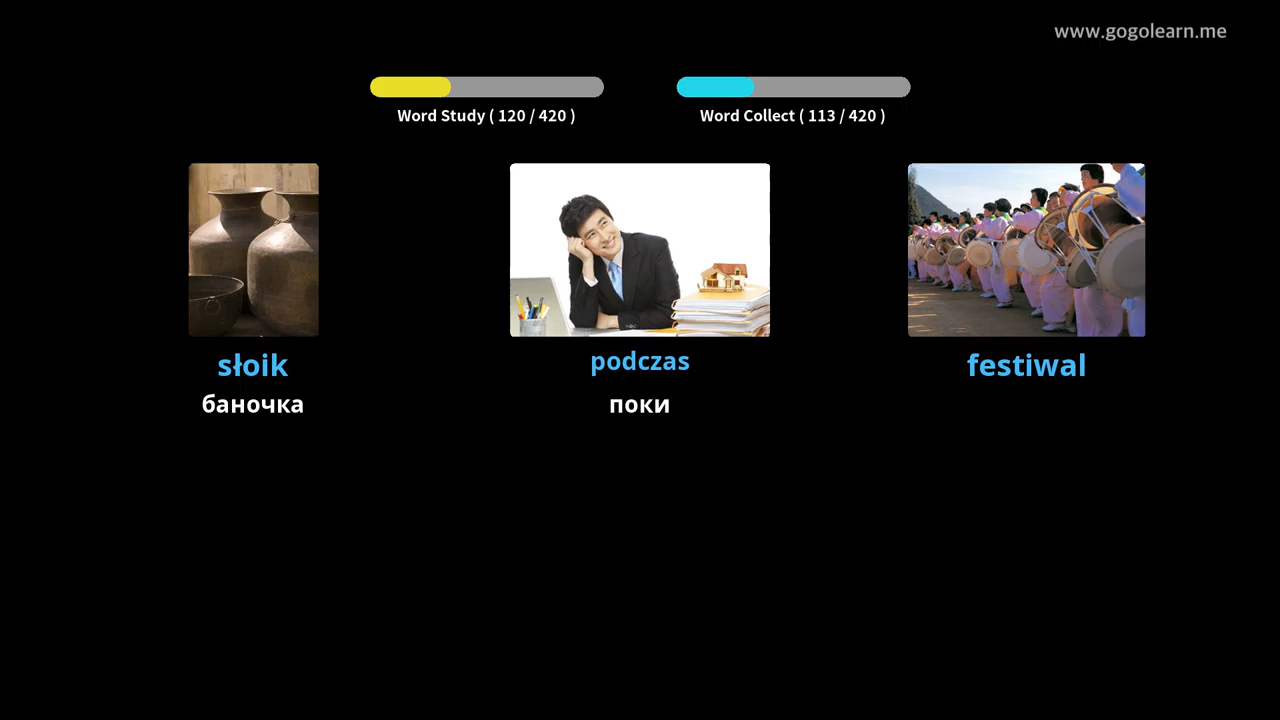 www.gogolearn.me
Word Study ( 120 / 420 )
Word Collect ( 113 / 420 )
słoik
podczas
festiwal
баночка
поки